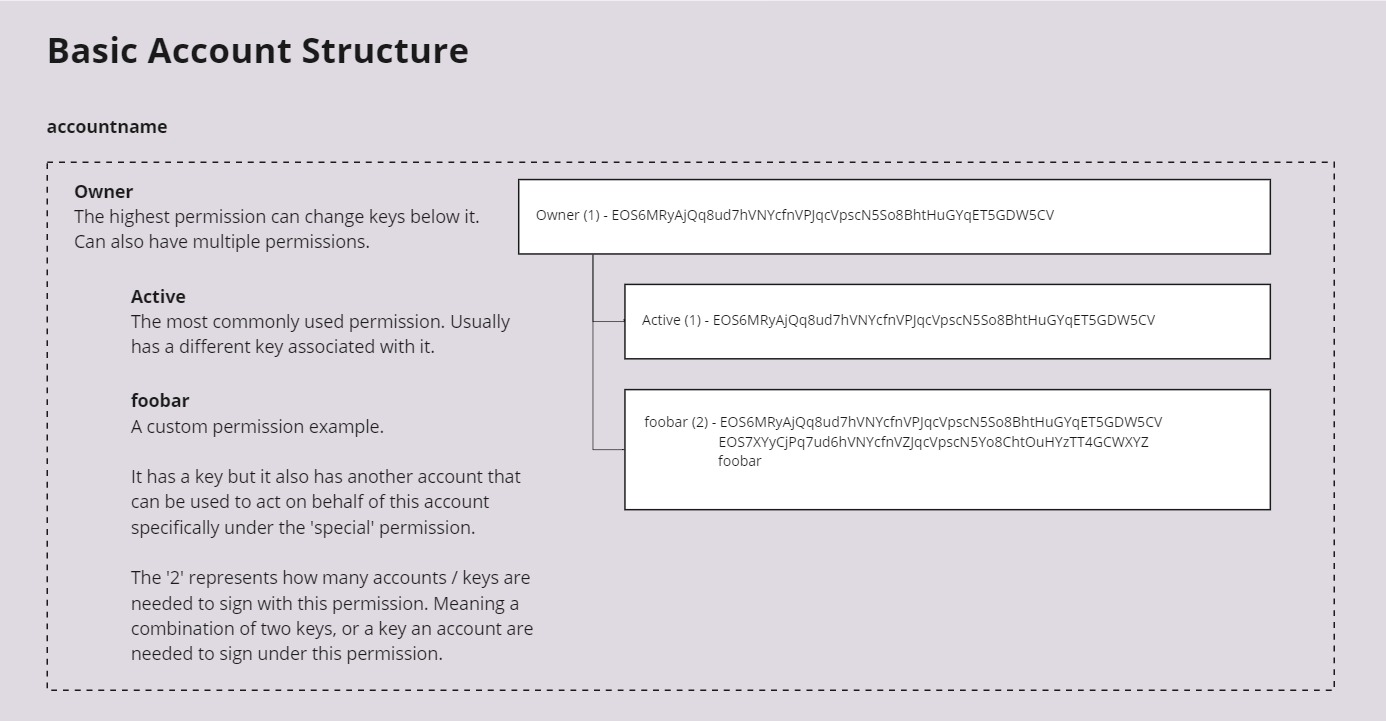 Basic Account Structure
accountname
Owner
The highest permission can change keys below it.
Can also have multiple permissions.
Owner (1) - EOS6MRyAjQq8ud7hVNYcfnVPJqcVpscN5So8BhtHuGYqET5GDW5CV
Active
The most commonly used permission. Usually
has a different key associated with it.
Active (1) - EOS6MRyAjQq8ud7hVNYcfnVPJqcVpscN5So8BhtHuGYqET5GDW5CV
foobar
A custom permission example.
It has a key but it also has another account that
can be used to act on behalf of this account
specifically under the 'special' permission.
The '2' represents how many accounts / keys are
needed to sign with this permission. Meaning a
combination of two keys, or a key an account are
needed to sign under this permission.
foobar (2) - EOS6MRyAjQq8ud7hVNYcfnVPJqcVpscN5So8BhtHuGYqET5GDW5CV
EOS7XYyCjPq7ud6hVNYcfnVZJqcVpscN5Yo8ChtOuHYzTT4GCWXYZ
foobar